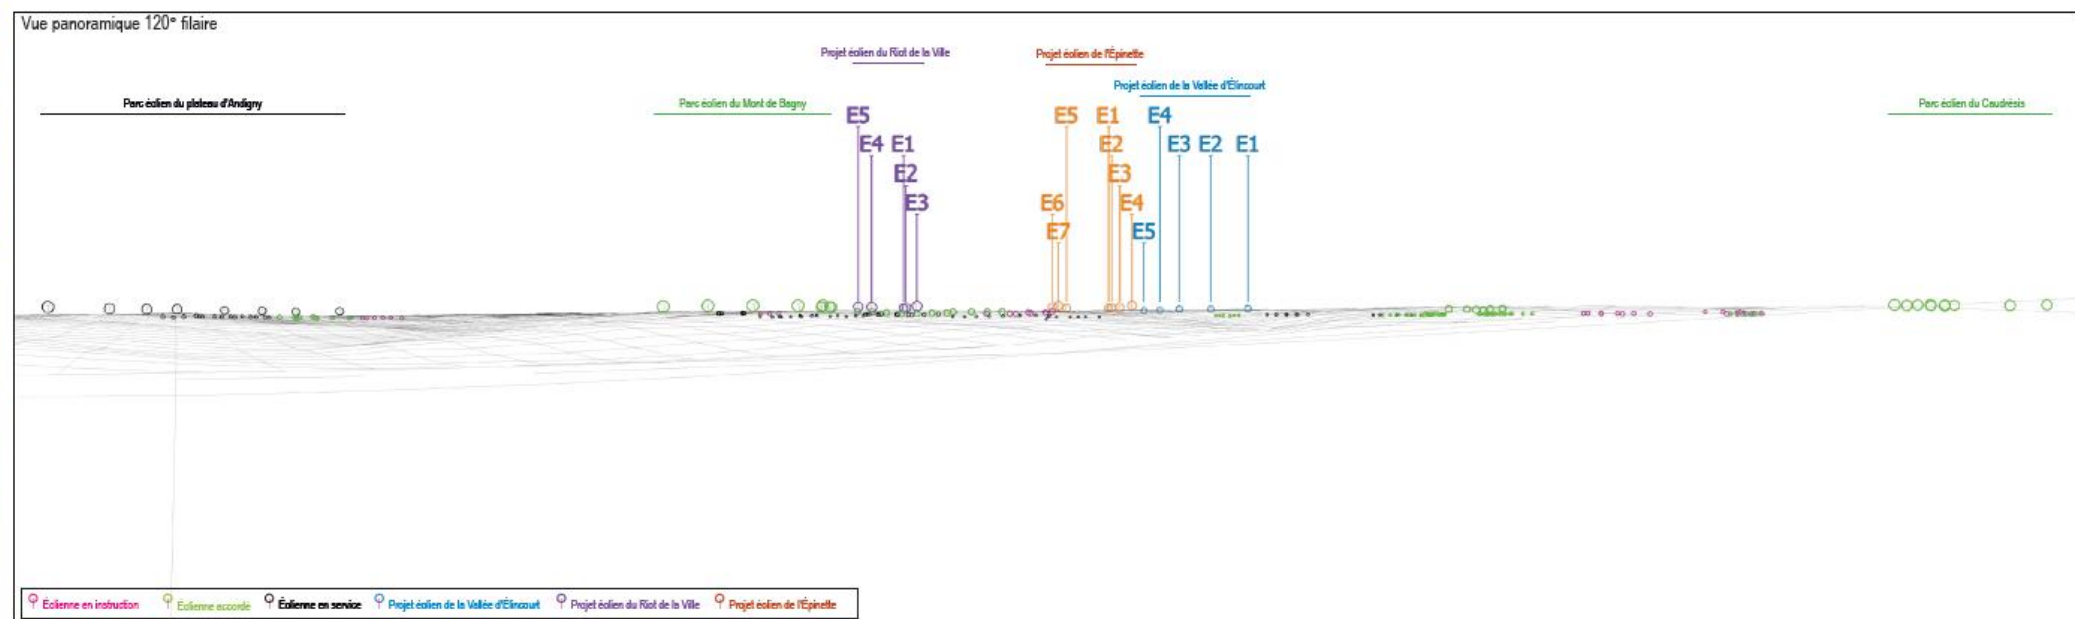 Vue panoramique 120° filaire
Projet éolien du Riot de la Ville
Projet éolien de l'Épinette
Projet éolien de la Vallée d'Élincourt
Parc éolien du plateau d'Andigny
Parc éolien du Mont de Bagny
Parc éolien du Caudrésis
E5 E5 E1 E4
E4 E1 E2 E3 E2 E1
E2 E3
E3 E6 E4
E7 E5
Éolienne en instruction Éolienne accordé Éolienne en service Projet éolien de la Vallée d'Élincourt Projet éolien du Riot de la Ville Projet éolien de l'Épinette